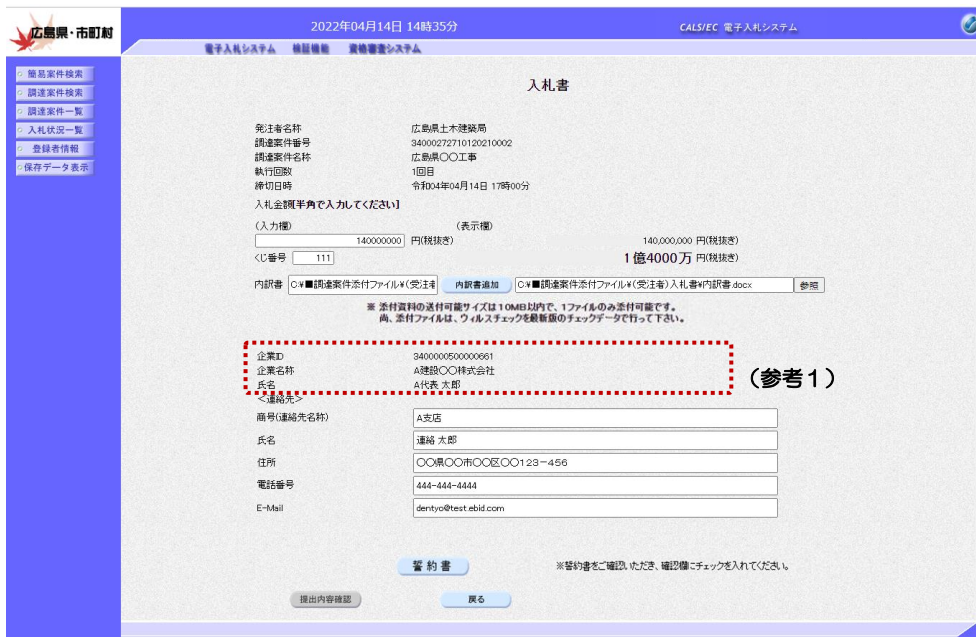 広島県・市町村
2022年04月14日 14時35分
CALS/EC 電子入札システム
電子入札システム 検証機能 資格審査システム
簡易案件検索
調達案件検索
調達案件一覧
入札状況一覧
登録者情報
保存データ表示
入札書
発注者名称 広島県土木建築局
調達案件番号 34000272710120210002
調達案件名称 広島県〇〇工事
執行回数 1回目
締切日時 令和04年04月14日 17時00分
入札金額[半角で入力してください]
(入力欄) (表示欄)
140000000 円(税抜き) 140,000,000 円(税抜き)
くじ番号 111 1億4000万 円(税抜き)
内訳書 C:¥■調達案件添付ファイル¥(受注者 内訳書追加 C:¥■調達案件添付ファイル¥(受注者)入札書¥内訳書.docx 参照
※ 添付資料の送付可能サイズは10MB以内で、1ファイルのみ添付可能です。
尚、添付ファイルは、ウィルスチェックを最新版のチェックデータで行って下さい。
企業ID 3400000500000661
企業名称 A建設〇〇株式会社
氏名 A代表 太郎
(参考1)
<連絡先>
商号(連絡先名称) A支店
氏名 連絡 太郎
住所 〇〇県〇〇市〇〇区〇〇123-456
電話番号 444-444-4444
E-Mail dentyo@test.ebid.com
誓約書 ※誓約書をご確認いただき、確認欄にチェックを入れてください。
提出内容確認 戻る